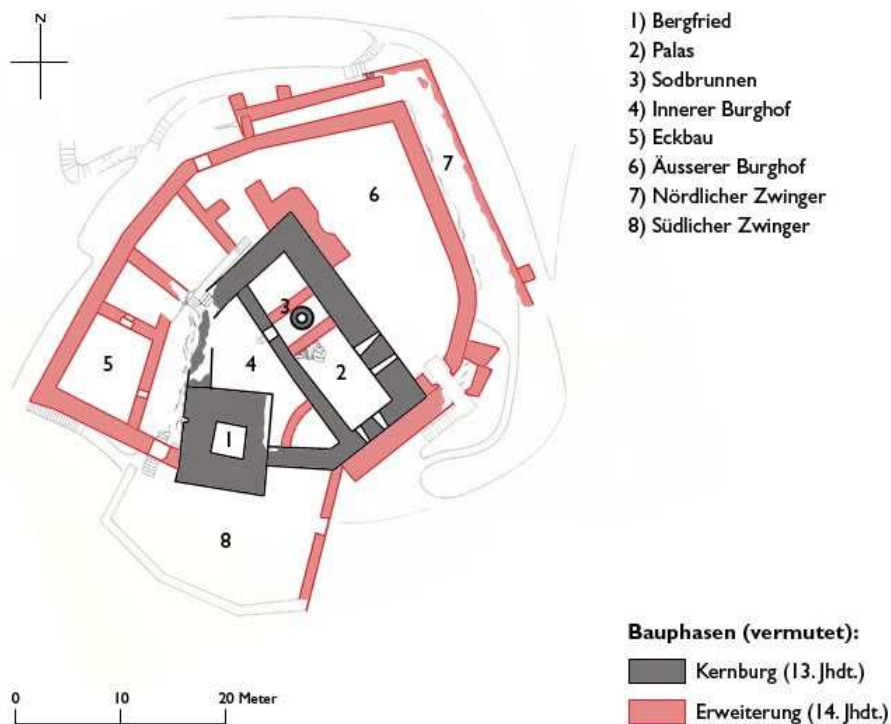 N
1) Bergfried
2) Palas
3) Sodbrunnen
4) Innerer Burghof
5) Eckbau
6) Äusserer Burghof
7) Nördlicher Zwinger
8) Südlicher Zwinger
7
6
3
5
4
2
1
8
Bauphasen (vermutet):
Kernburg (13. Jhdt.)
Erweiterung (14. Jhdt.)
0 10 20 Meter